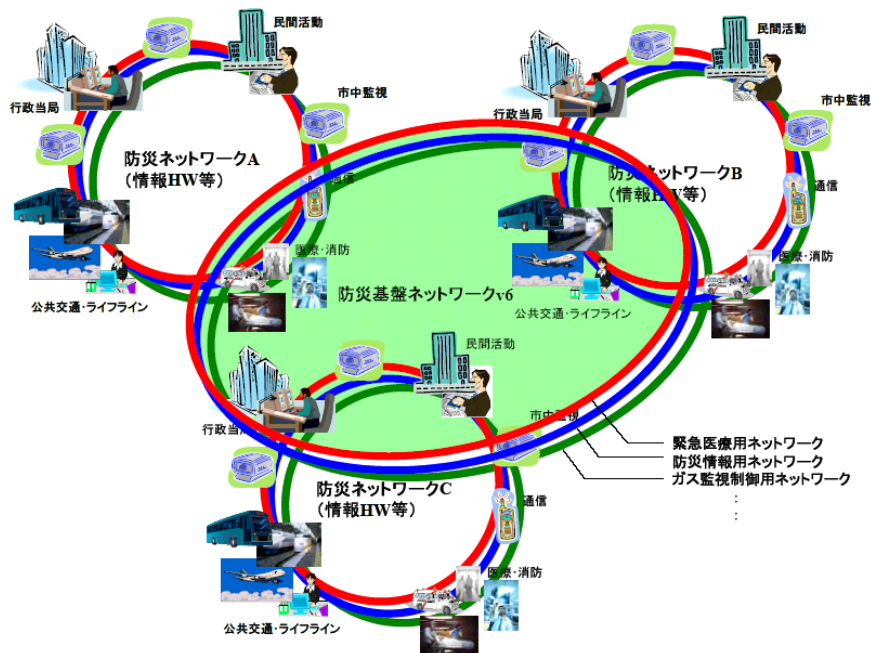 民間活動
行政当局
市中監視
防災ネットワークA
(情報HW等)
通信
医療・消防
公共交通・ライフライン
民間活動
行政当局
市中監視
防災ネットワークB
(情報HW等)
通信
医療・消防
公共交通・ライフライン
防災基盤ネットワークv6
民間活動
行政当局
市中監視
防災ネットワークC
(情報HW等)
通信
医療・消防
公共交通・ライフライン
緊急医療用ネットワーク
防災情報用ネットワーク
ガス監視制御用ネットワーク
:
: